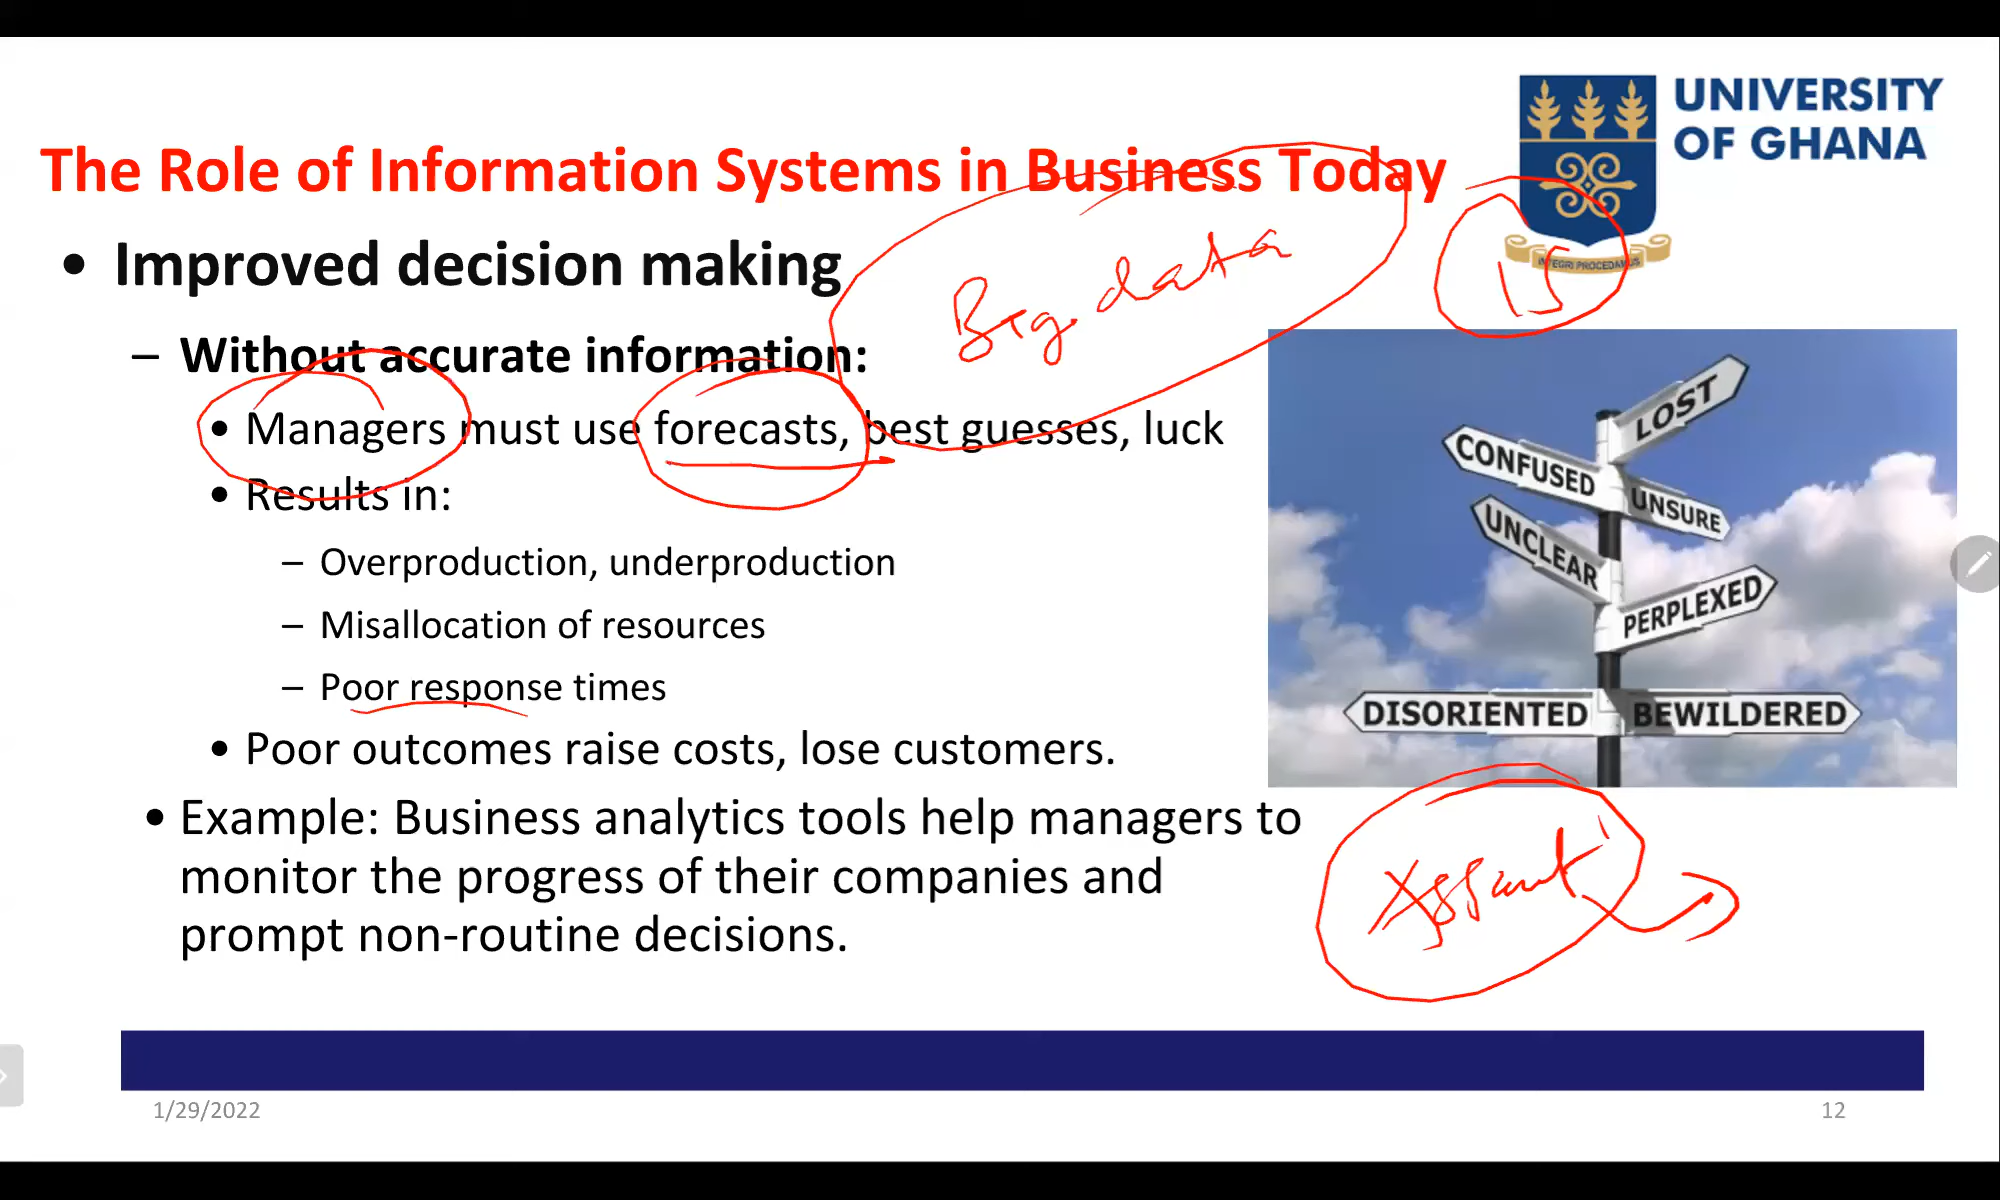 UNIVERSITY
OF GHANA
INTEGRI PROCEDAMUS
The Role of Information Systems in Business Today
• Improved decision making
Big data
IS
– Without accurate information:
• Managers must use forecasts, best guesses, luck
• Results in:
– Overproduction, underproduction
– Misallocation of resources
– Poor response times
• Poor outcomes raise costs, lose customers.
• Example: Business analytics tools help managers to
monitor the progress of their companies and
prompt non-routine decisions.
LOST
CONFUSED
UNSURE
UNCLEAR
PERPLEXED
DISORIENTED
BEWILDERED
1/29/2022
12